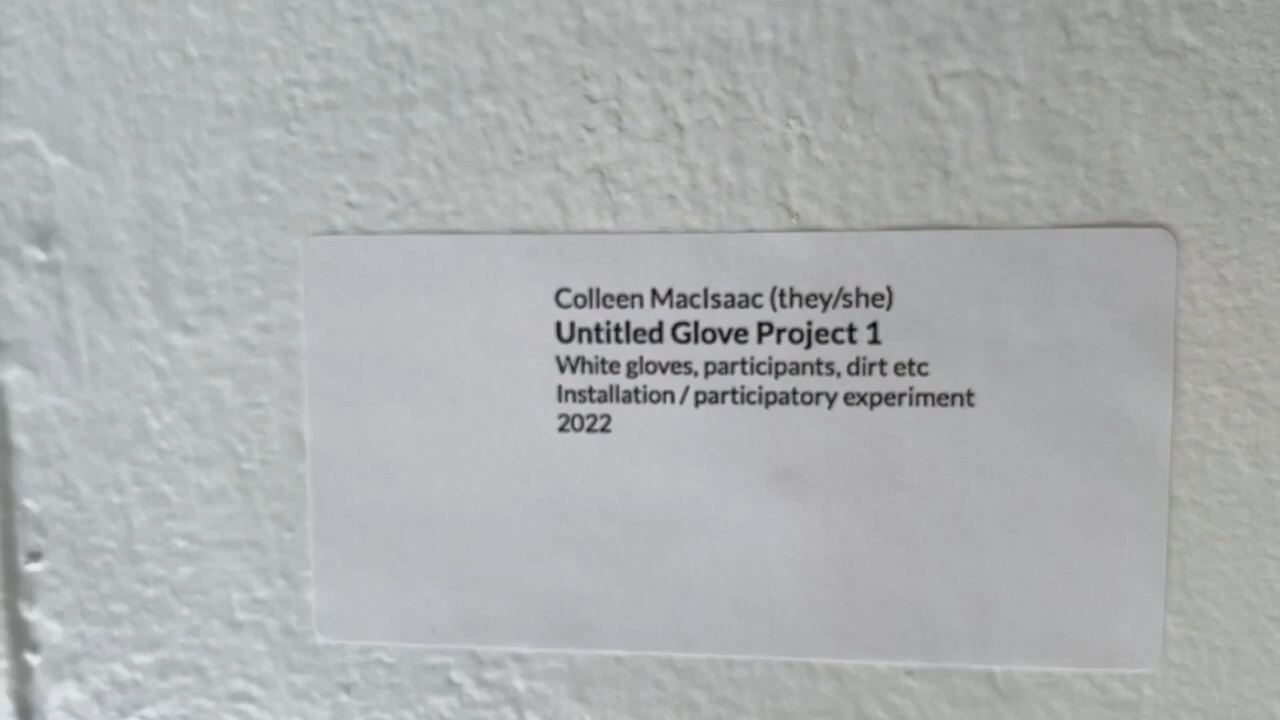 Colleen MacIsaac (they/she)
Untitled Glove Project 1
White gloves, participants, dirt etc
Installation / participatory experiment
2022